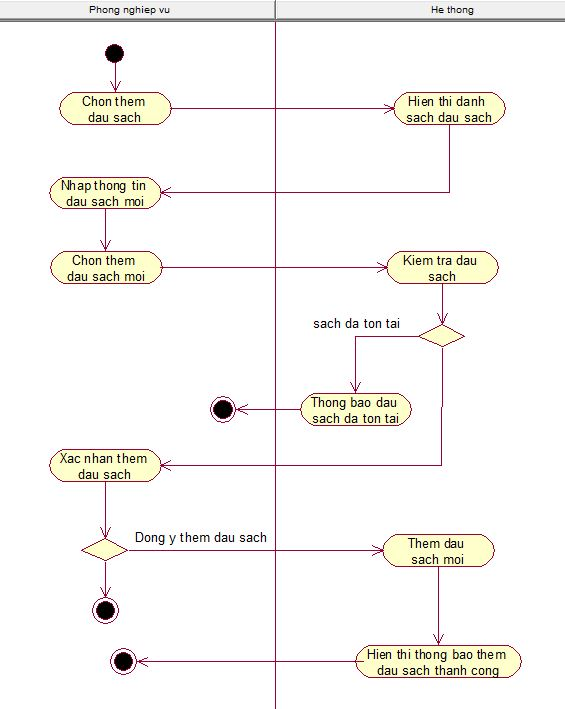 Phong nghiep vu
He thong
Chon them
dau sach
Hien thi danh
sach dau sach
Nhap thong tin
dau sach moi
Chon them
dau sach moi
Kiem tra dau
sach
sach da ton tai
Thong bao dau
sach da ton tai
Xac nhan them
dau sach
Dong y them dau sach
Them dau
sach moi
Hien thi thong bao them
dau sach thanh cong